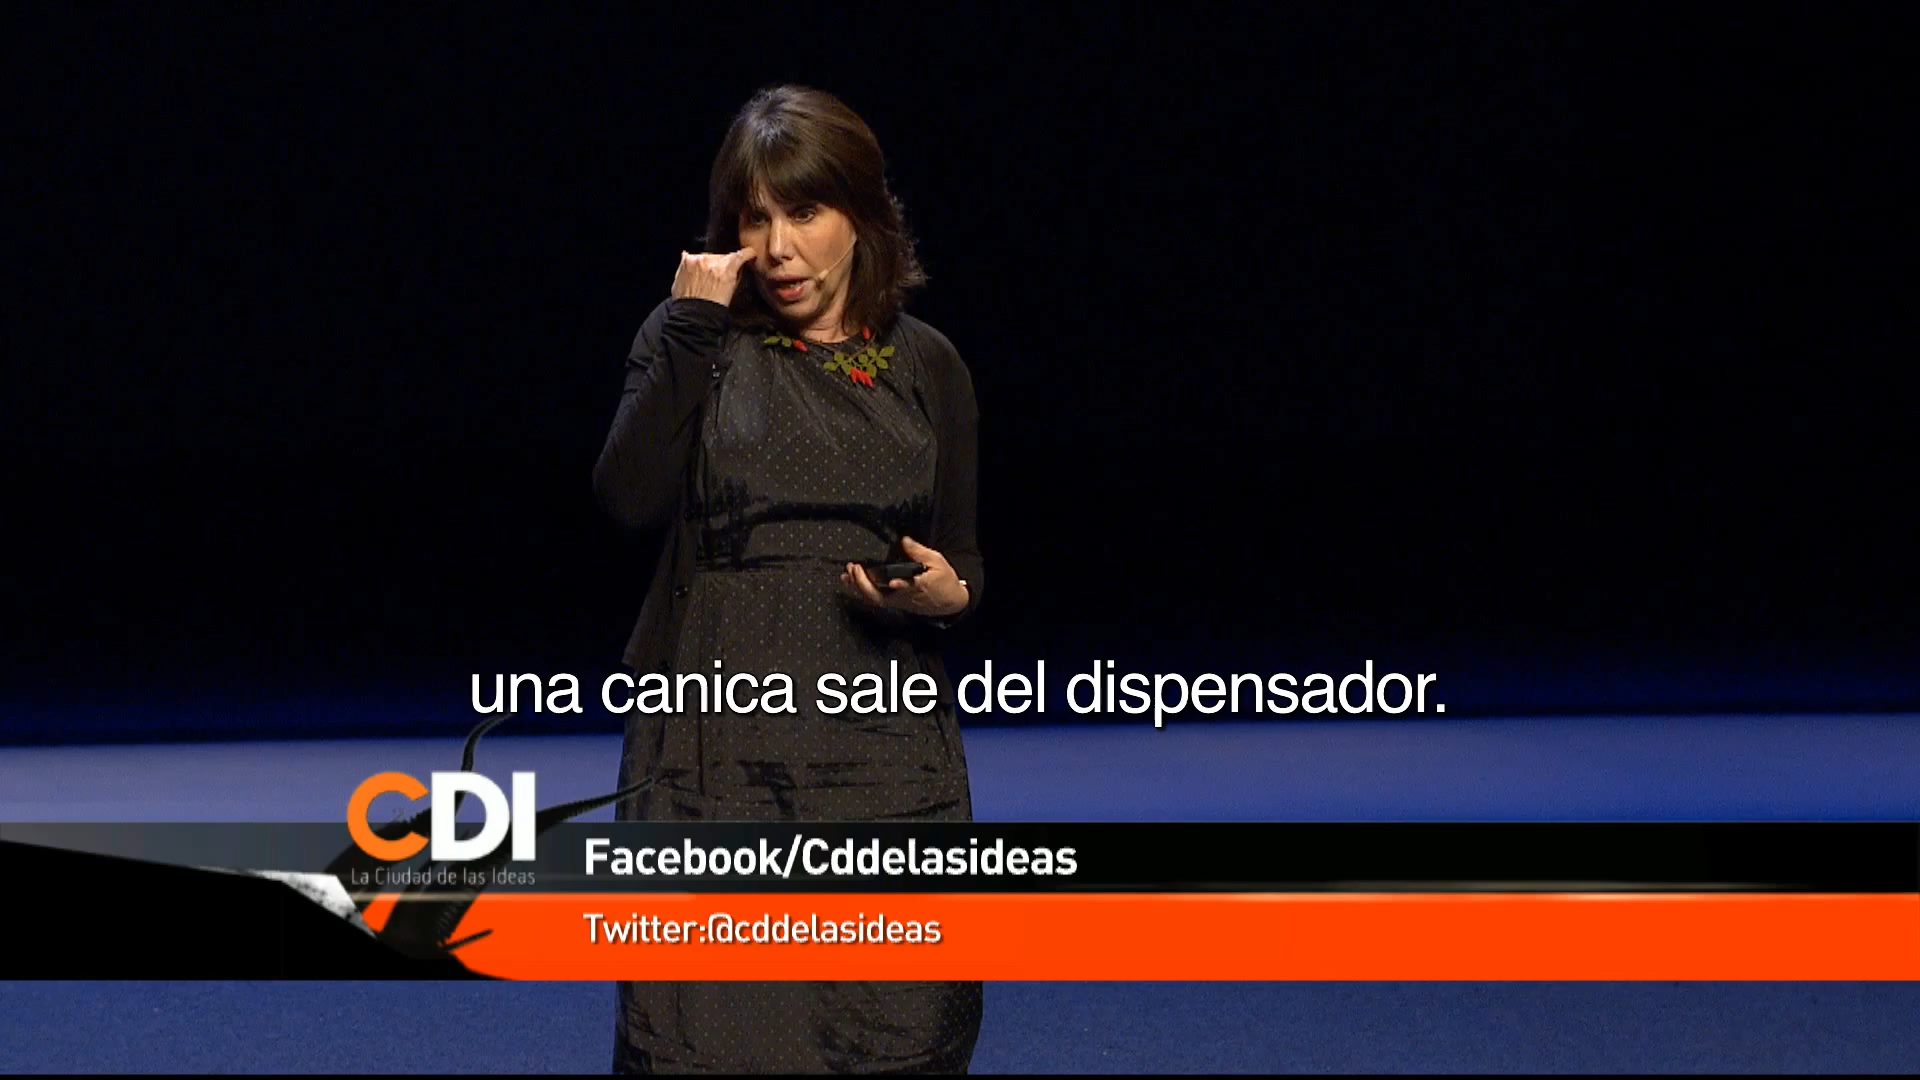 una canica sale del dispensador.
CDI
La Ciudad de las Ideas
Facebook/Cddelasideas
Twitter:@cddelasideas